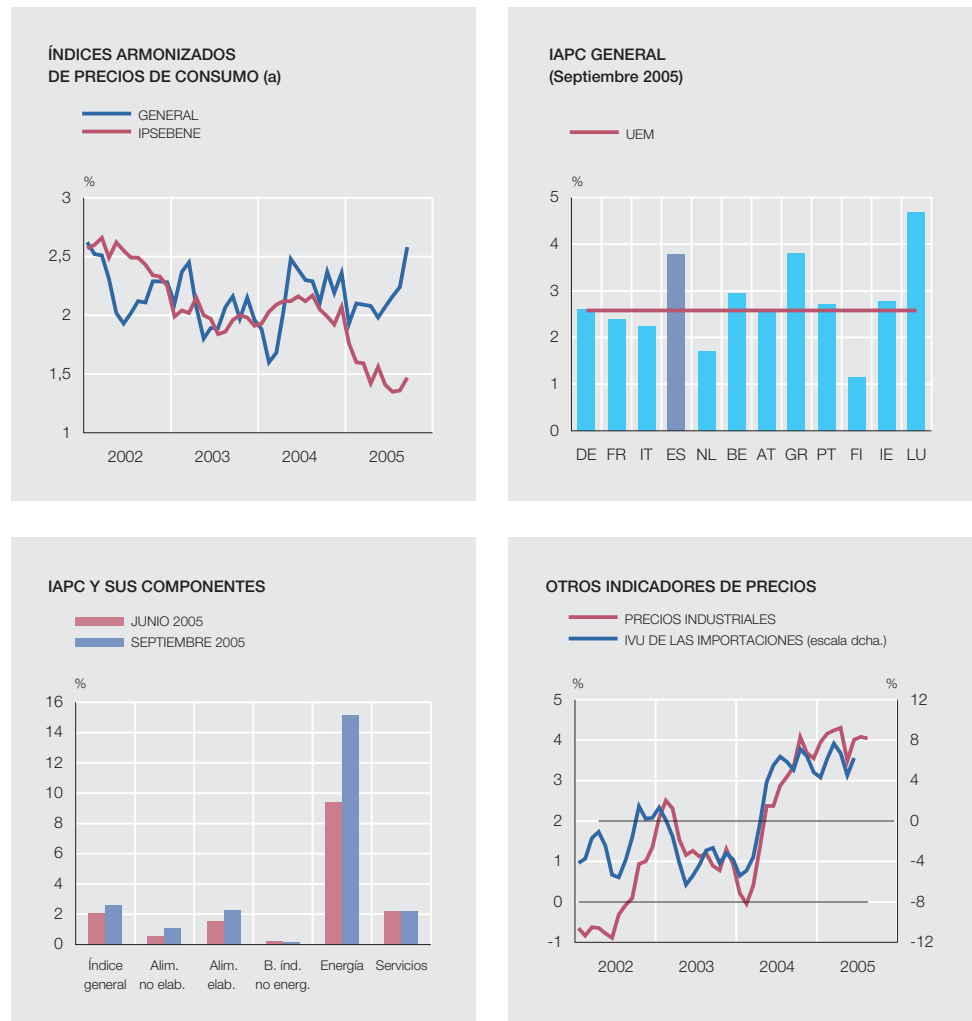 ÍNDICES ARMONIZADOS
DE PRECIOS DE CONSUMO (a)
GENERAL
IPSEBENE
%
3
2,5
2
1,5
1
2002 2003 2004 2005
IAPC GENERAL
(Septiembre 2005)
UEM
%
5
4
3
2
1
0
DE FR IT ES NL BE AT GR PT FI IE LU
IAPC Y SUS COMPONENTES
JUNIO 2005
SEPTIEMBRE 2005
%
16
14
12
10
8
6
4
2
0
Índice Alim. Alim. B. índ. Energía Servicios
general no elab. elab. no energ.
OTROS INDICADORES DE PRECIOS
PRECIOS INDUSTRIALES
IVU DE LAS IMPORTACIONES (escala dcha.)
% %
5 12
4 8
3 4
2 0
1 -4
0 -8
-1 -12
2002 2003 2004 2005